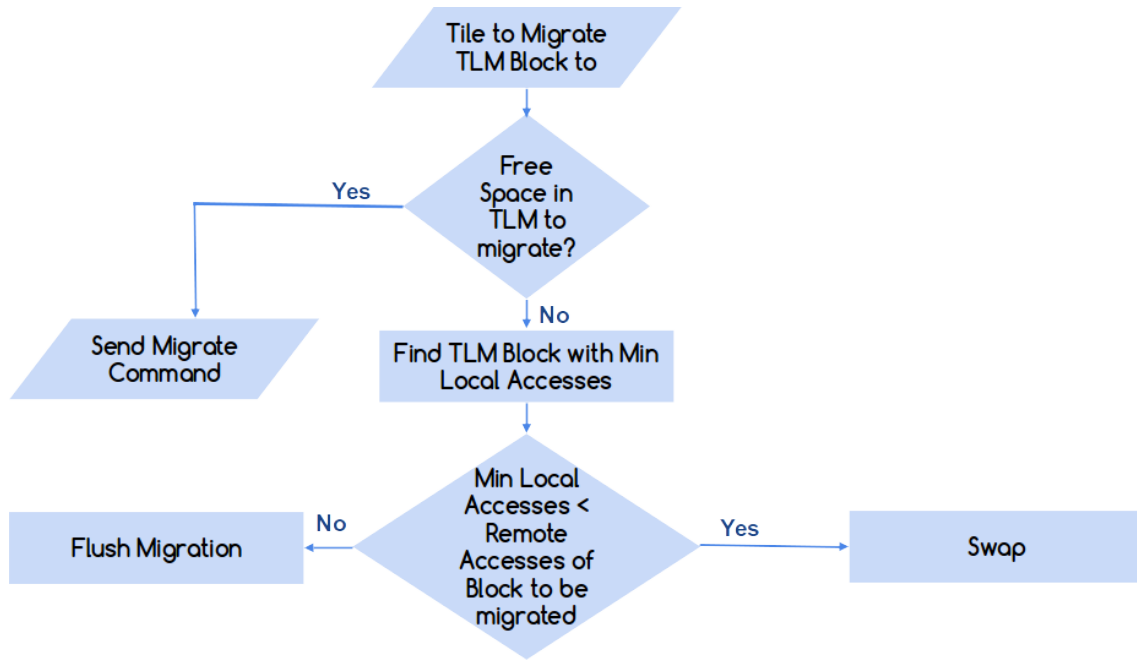 Tile to Migrate
TLM Block to
Free
Space in
TLM to
migrate?
Yes
No
Send Migrate
Command
Find TLM Block with Min
Local Accesses
Min Local
Accesses <
Remote
Accesses of
Block to be
migrated
No
Yes
Flush Migration
Swap